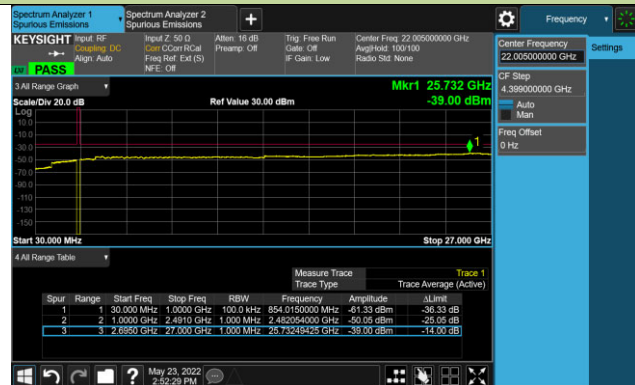 Spectrum Analyzer 1
Spurious Emissions
Spectrum Analyzer 2
Spurious Emissions
+
Frequency
KEYSIGHT
Input: RF
Coupling: DC
Align: Auto
Input Z: 50 Ω
Corr CCorr RCal
Freq Ref: Ext (S)
NFE: Off
Atten: 16 dB
Preamp: Off
Trig: Free Run
Gate: Off
IF Gain: Low
Center Freq: 22.005000000 GHz
Avg|Hold: 100/100
Radio Std: None
PASS
Center Frequency
22.005000000 GHz
Settings
CF Step
4.399000000 GHz
Auto
Man
Freq Offset
0 Hz
3 All Range Graph
Mkr1 25.732 GHz
Scale/Div 20.0 dB
Ref Value 30.00 dBm
-39.00 dBm
Log
10.0
-10.0
-30.0
-50.0
-70.0
-90.0
-110
-130
-150
1
Start 30.000 MHz
Stop 27.000 GHz
4 All Range Table
Measure Trace Trace 1
Trace Type Trace Average (Active)
Spur Range Start Freq Stop Freq RBW Frequency Amplitude ΔLimit
1 1 30.000 MHz 1.0000 GHz 100.0 kHz 854.0150000 MHz -61.33 dBm -36.33 dB
2 2 1.0000 GHz 2.4910 GHz 1.000 MHz 2.482054000 GHz -50.05 dBm -25.05 dB
3 3 2.6950 GHz 27.000 GHz 1.000 MHz 25.73249425 GHz -39.00 dBm -14.00 dB
?
May 23, 2022
2:52:29 PM